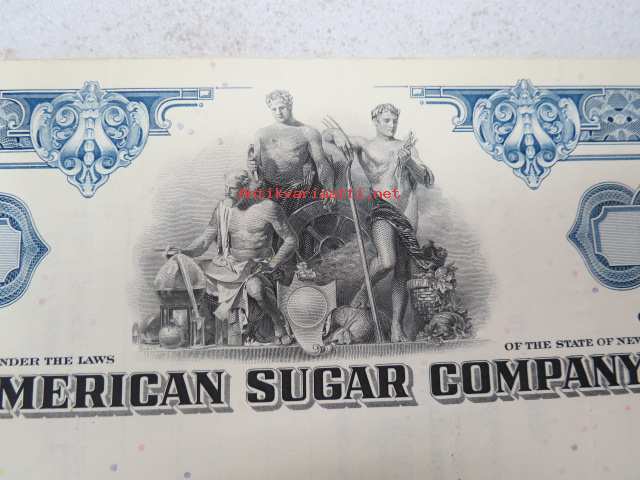 Antikvariaatti.net
UNDER THE LAWS
OF THE STATE OF NEW
AMERICAN SUGAR COMPANY